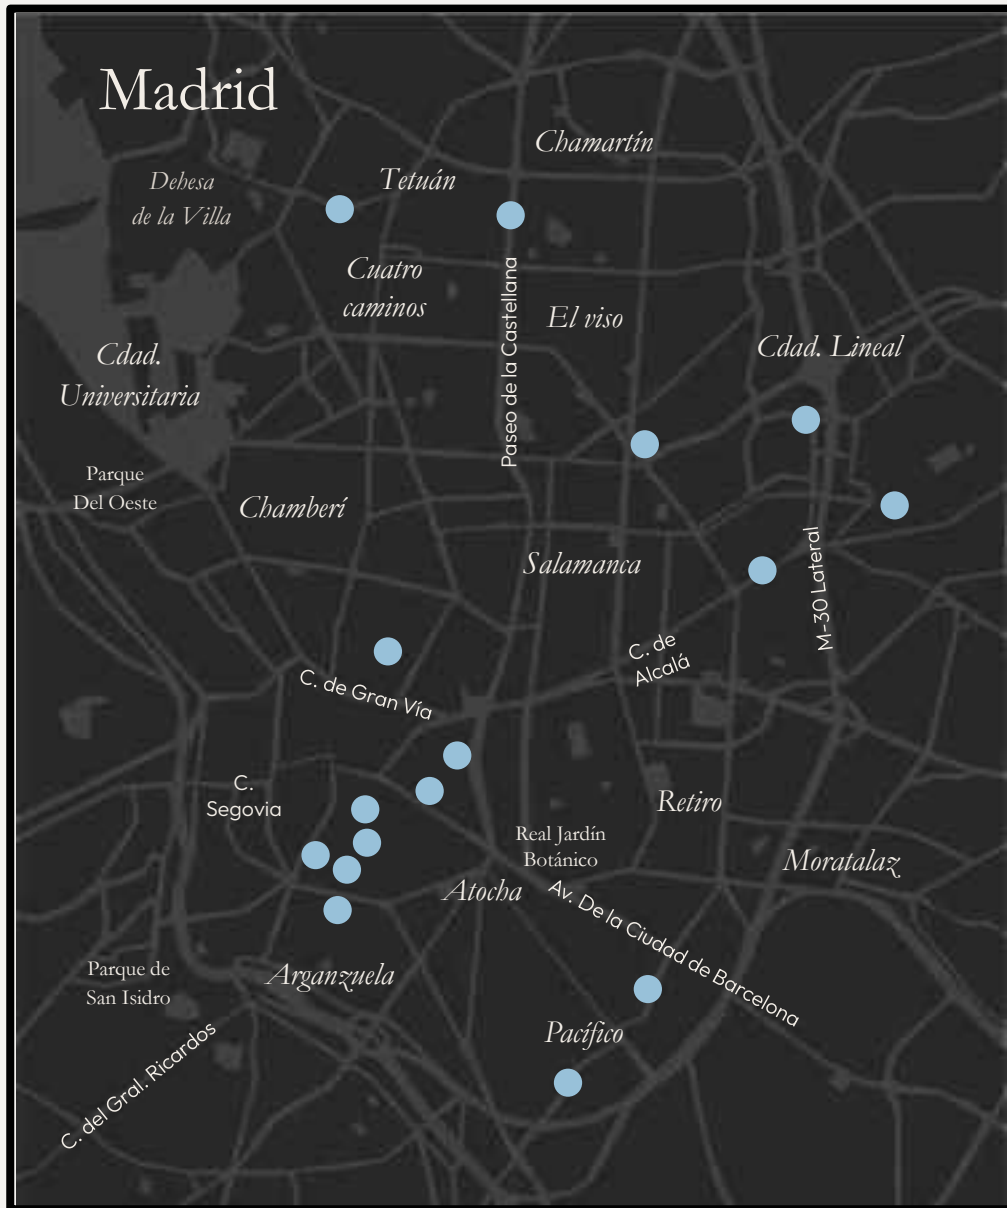 Madrid
Chamartín
Tetuán
Dehesa
de la Villa
Cuatro
caminos
Paseo de la Castellana
El viso
Cdad. Lineal
Cdad.
Universitaria
Parque
Del Oeste
Chamberí
Salamanca
M-30 Lateral
C. de
Alcalá
C. de Gran Vía
C.
Segovia
Retiro
Real Jardín
Botánico
Moratalaz
Atocha
Av. De la Ciudad de Barcelona
Parque de
San Isidro
Arganzuela
Pacífico
C. del Gral. Ricardos